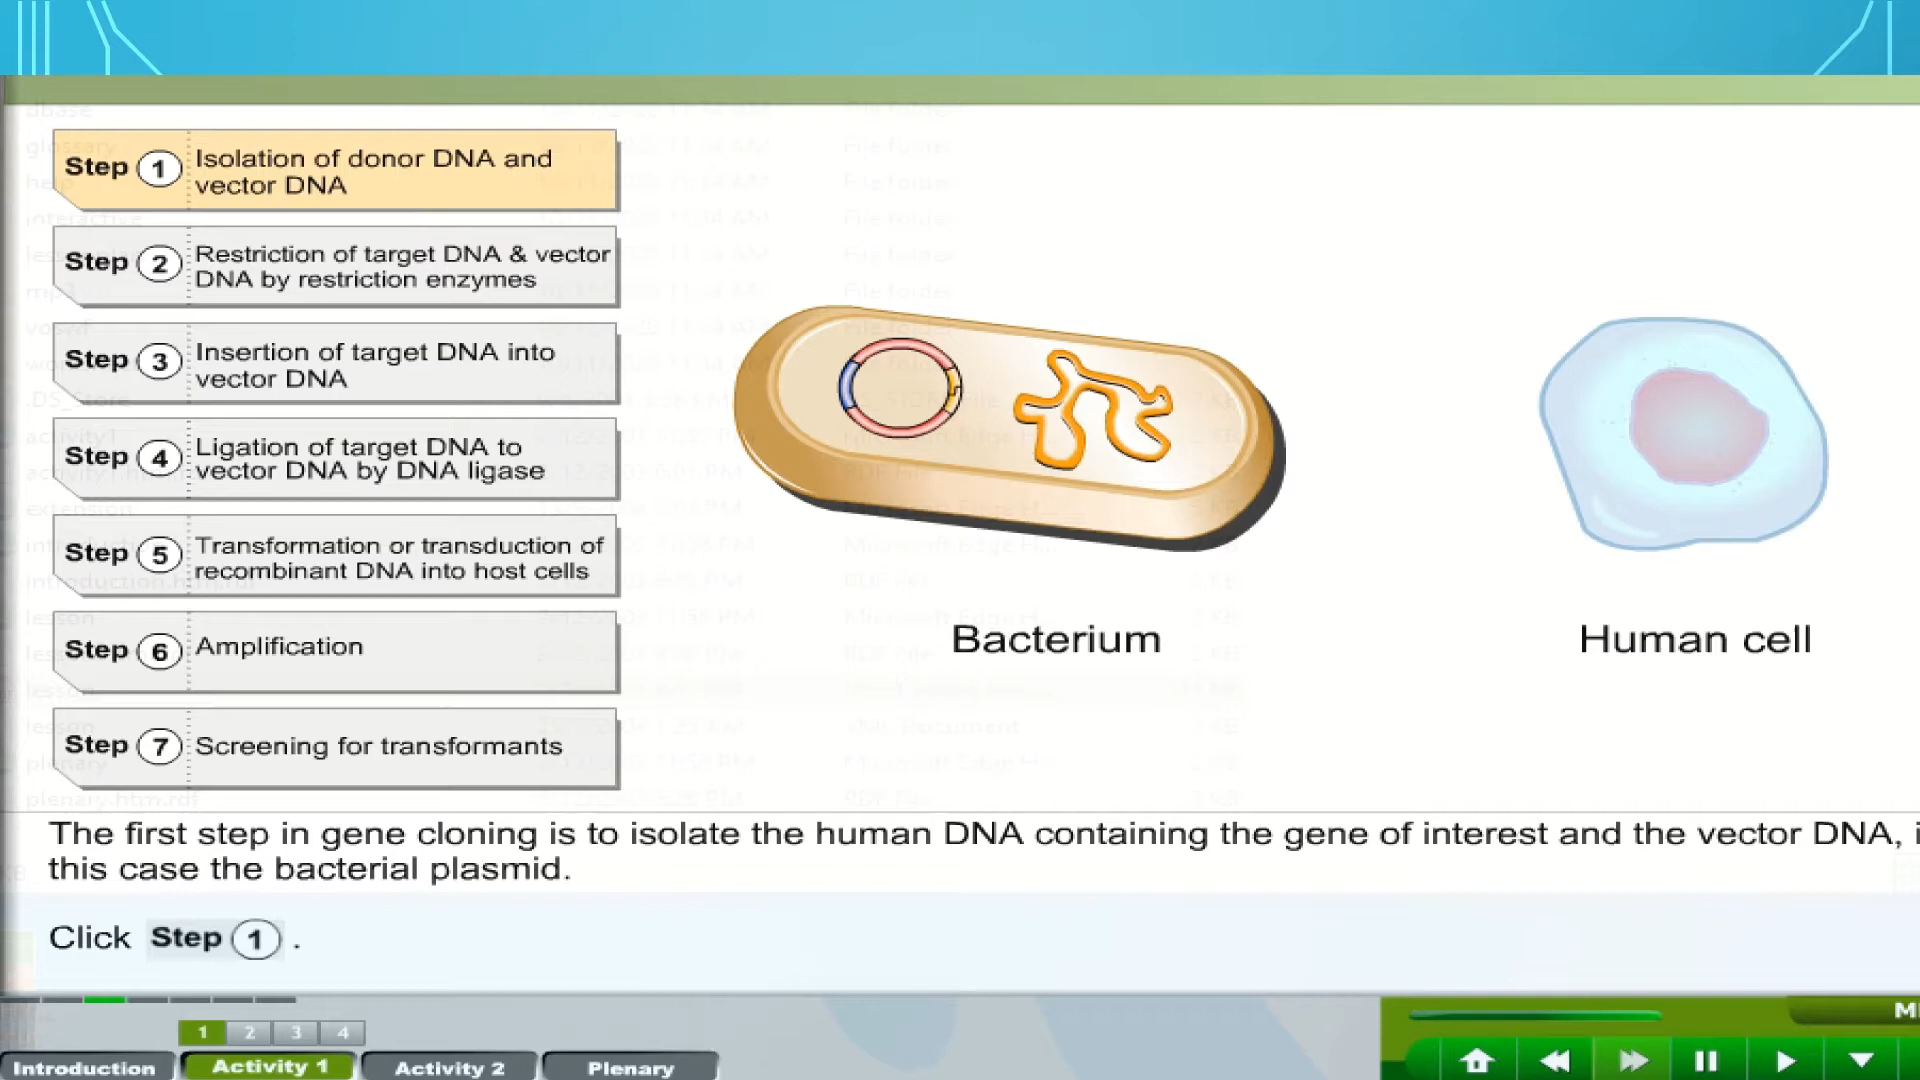 Step 1 Isolation of donor DNA and
vector DNA
Step 2 Restriction of target DNA & vector
DNA by restriction enzymes
Step 3 Insertion of target DNA into
vector DNA
Step 4 Ligation of target DNA to
vector DNA by DNA ligase
Step 5 Transformation or transduction of
recombinant DNA into host cells
Step 6 Amplification
Step 7 Screening for transformants
Bacterium
Human cell
The first step in gene cloning is to isolate the human DNA containing the gene of interest and the vector DNA,
this case the bacterial plasmid.
Click Step 1 .
1 2 3 4
Introduction Activity 1 Activity 2 Plenary